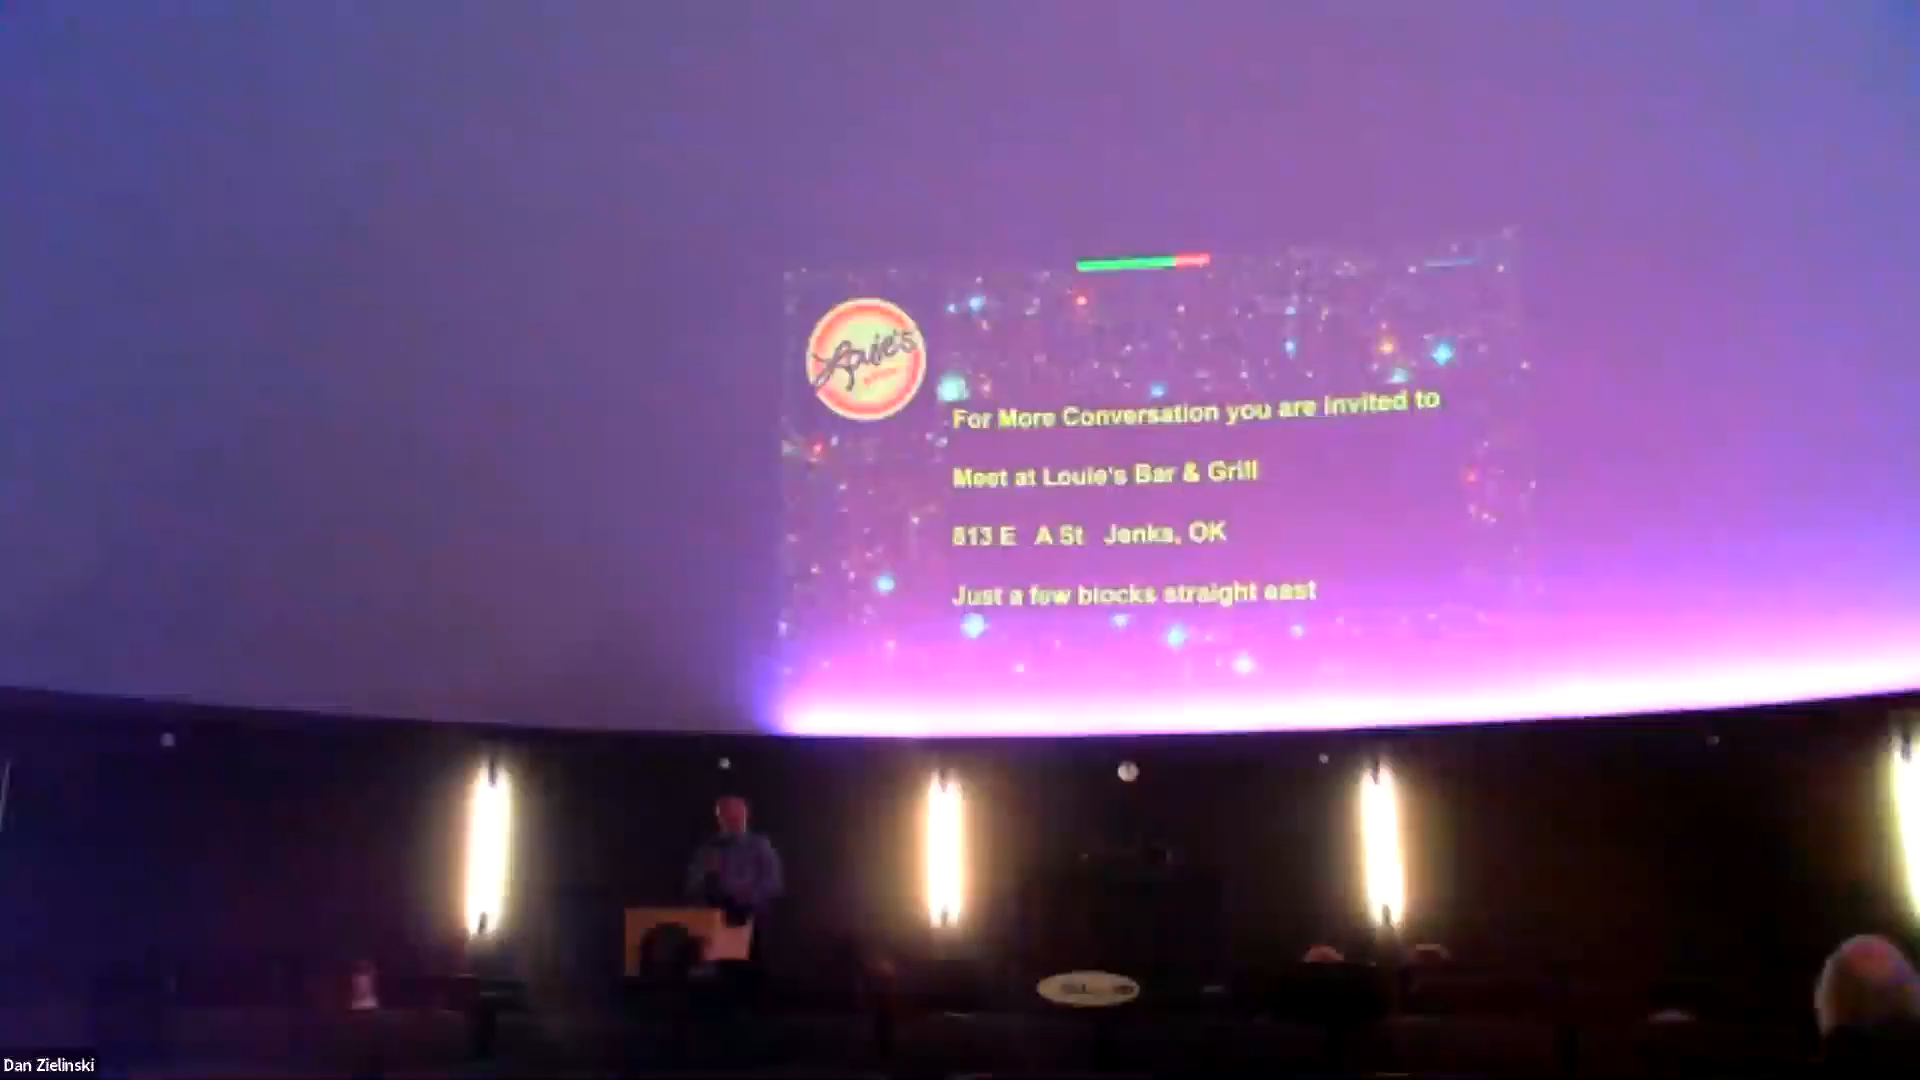 Louie's
For More Conversation you are invited to
Meet at Louie's Bar & Grill
813 E A St Jenks, OK
Just a few blocks straight east
Dan Zielinski